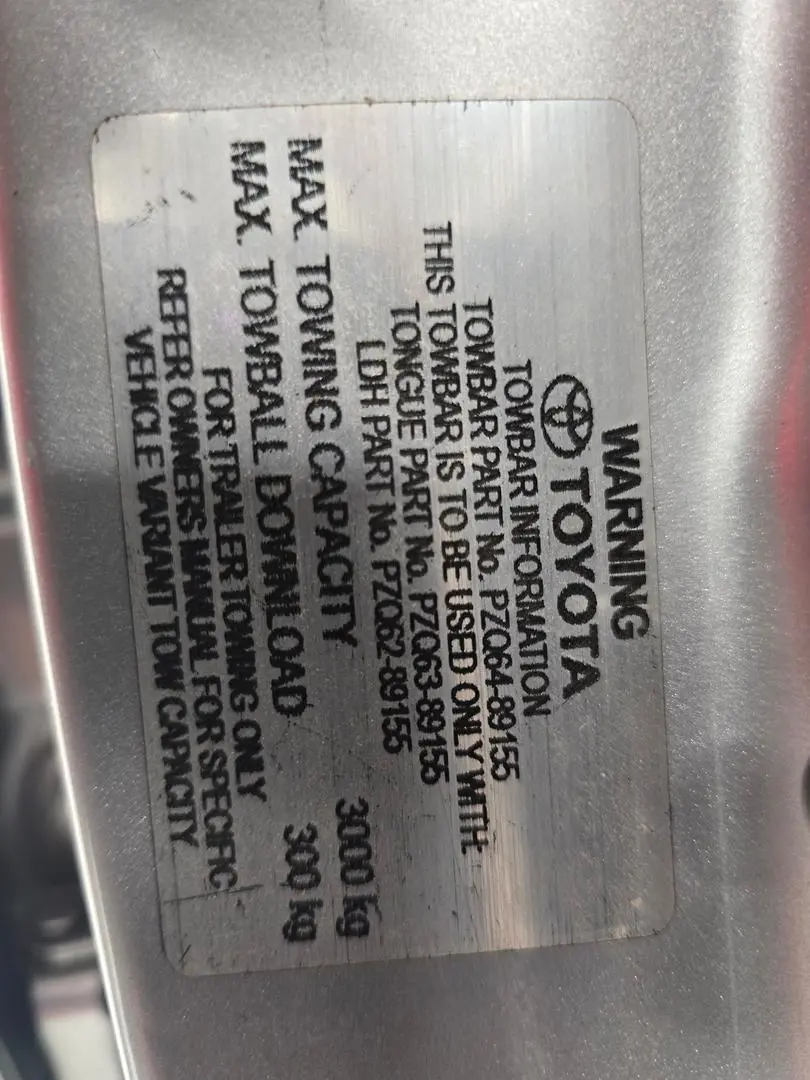 WARNING
TOYOTA
TOWBAR INFORMATION
TOWBAR PART No. PZQ64-89155
THIS TOWBAR IS TO BE USED ONLY WITH:
TONGUE PART No. PZQ63-89155
LDH PART No. PZQ62-89155
MAX. TOWING CAPACITY 3000 kg
MAX. TOWBALL DOWNLOAD 300 kg
FOR TRAILER TOWING ONLY
REFER OWNERS MANUAL FOR SPECIFIC
VEHICLE VARIANT TOW CAPACITY